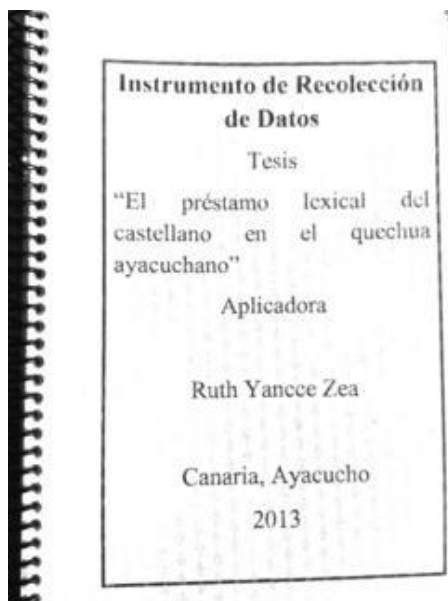 Instrumento de Recolección
de Datos
Tesis
“El préstamo lexical del
castellano en el quechua
ayacuchano”
Aplicadora
Ruth Yancce Zea
Canaria, Ayacucho
2013